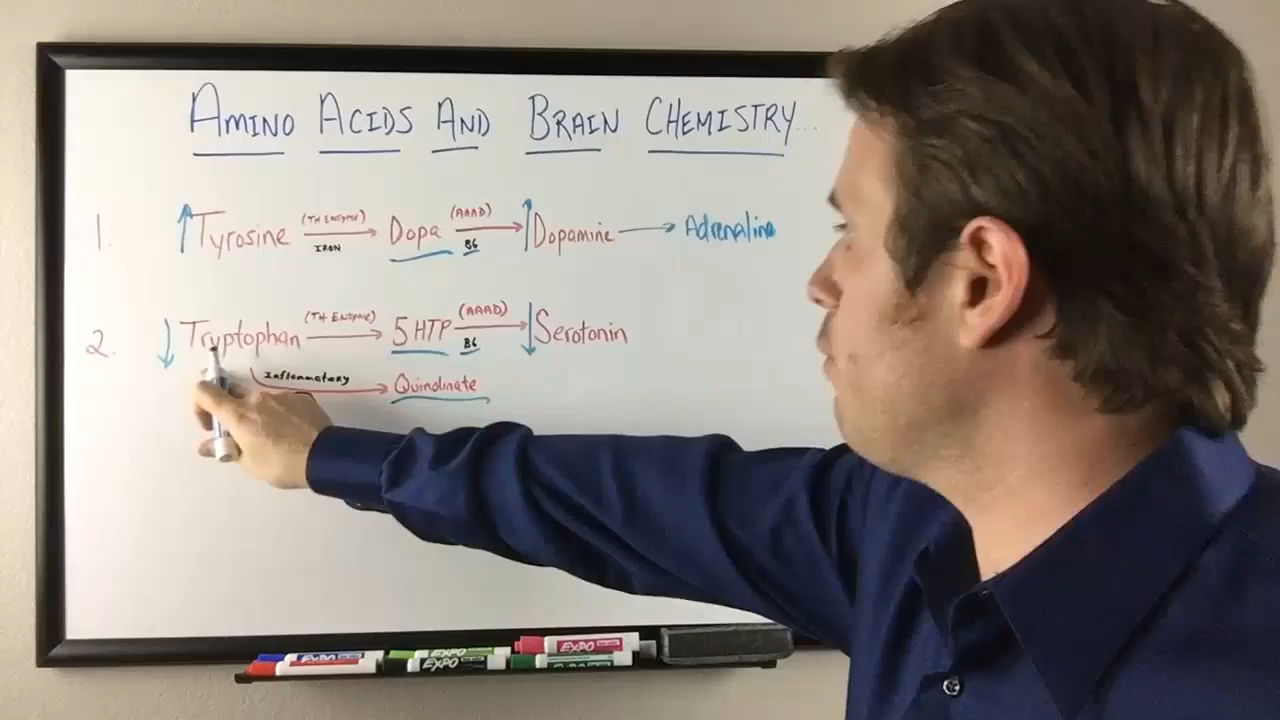 AMINO ACIDS AND BRAIN CHEMISTRY...
1. ↑Tyrosine (TH ENZYME) IRON → Dopa (AAAD) B6 → ↑Dopamine → Adrenaline
2. ↓Tryptophan (TH ENZYME) → 5 HTP (AAAD) B6 → ↓Serotonin
Inflammatory → Quinolinate
EXPO EXPO EXPO
EXPO EXPO